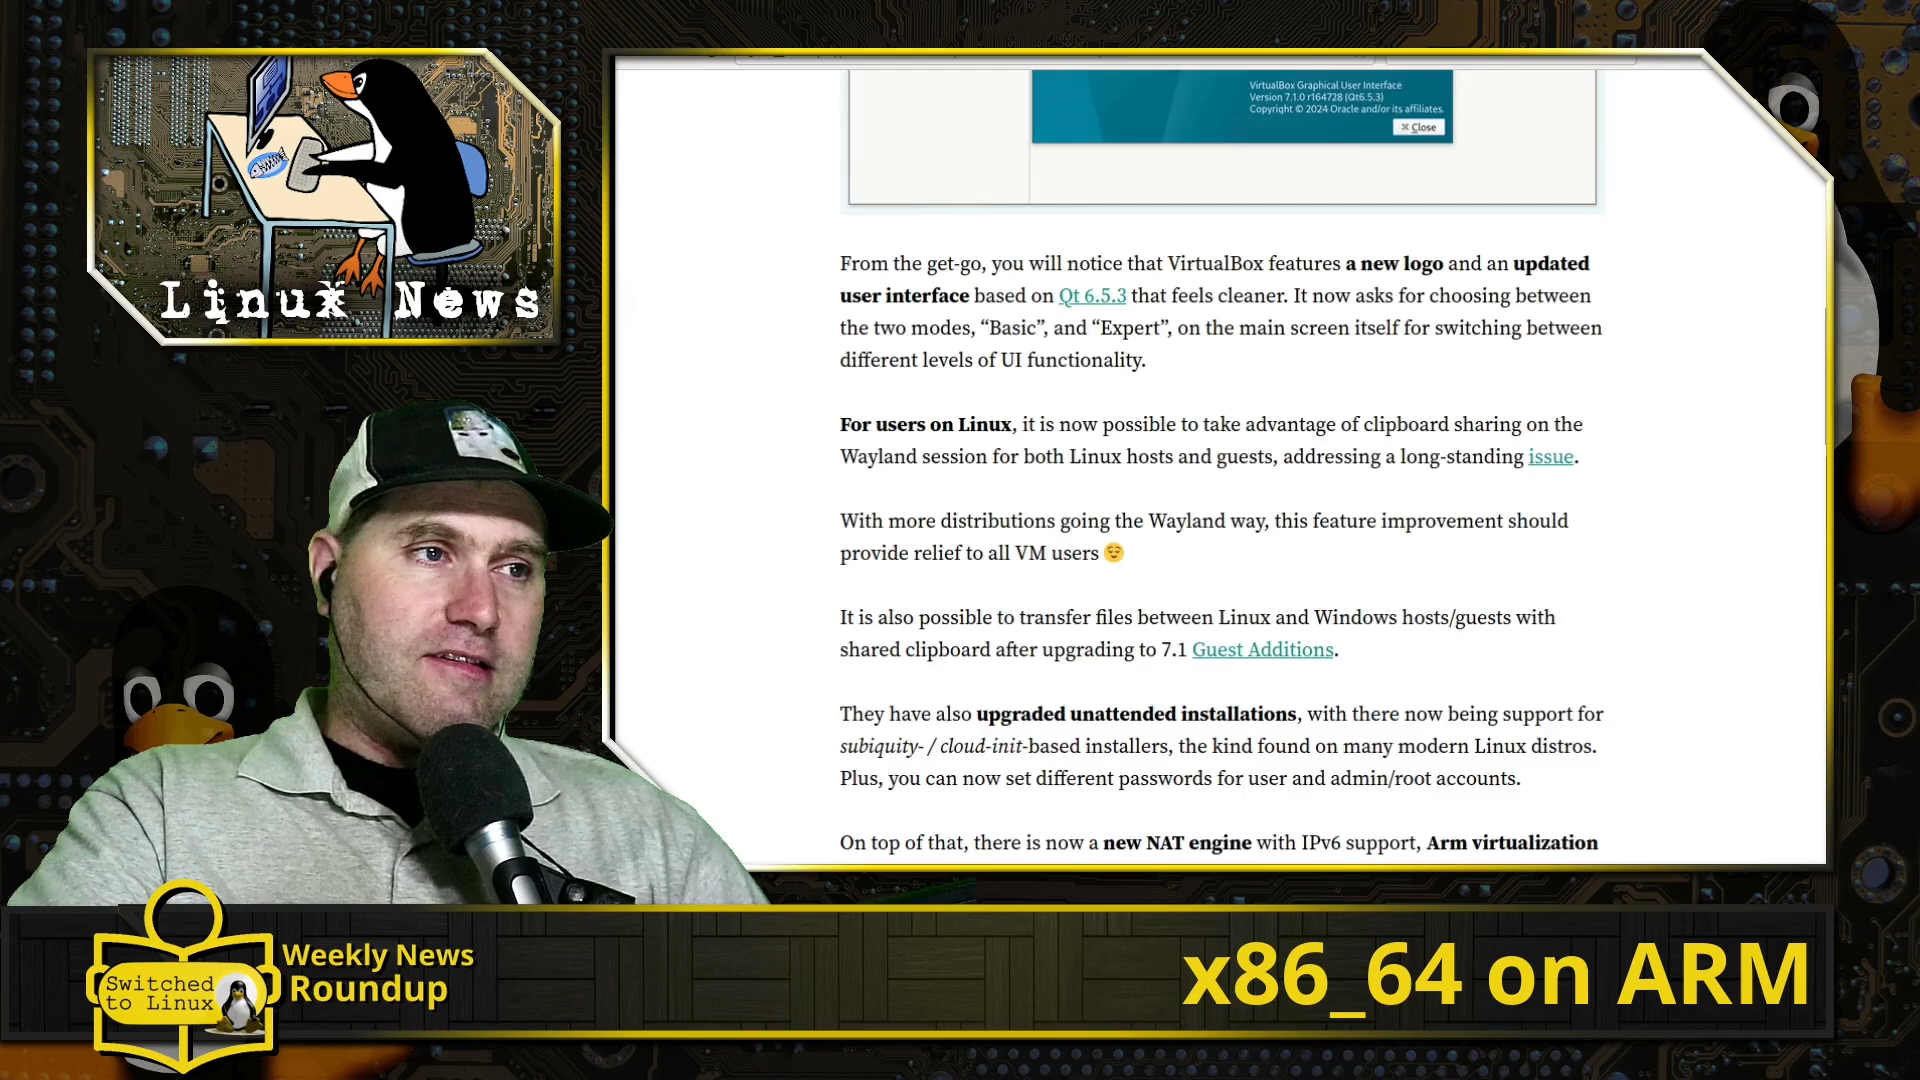 Linux News
VirtualBox Graphical User Interface
Version 7.1.0 r164728 (Qt6.5.3)
Copyright © 2024 Oracle and/or its affiliates.
Close
From the get-go, you will notice that VirtualBox features a new logo and an updated
user interface based on Qt 6.5.3 that feels cleaner. It now asks for choosing between
the two modes, “Basic”, and “Expert”, on the main screen itself for switching between
different levels of UI functionality.
For users on Linux, it is now possible to take advantage of clipboard sharing on the
Wayland session for both Linux hosts and guests, addressing a long-standing issue.
With more distributions going the Wayland way, this feature improvement should
provide relief to all VM users 😌
It is also possible to transfer files between Linux and Windows hosts/guests with
shared clipboard after upgrading to 7.1 Guest Additions.
They have also upgraded unattended installations, with there now being support for
subiquity- / cloud-init-based installers, the kind found on many modern Linux distros.
Plus, you can now set different passwords for user and admin/root accounts.
On top of that, there is now a new NAT engine with IPv6 support, Arm virtualization
Switched
to Linux
Weekly News
Roundup
x86_64 on ARM